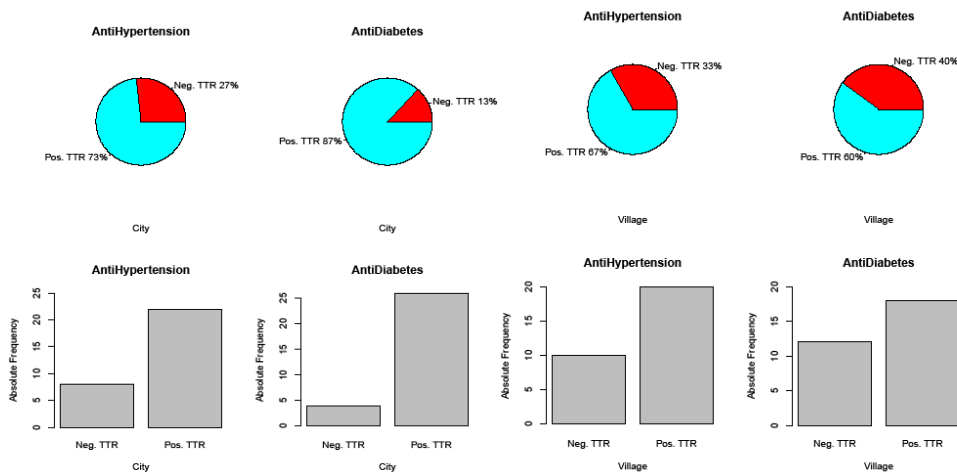 AntiHypertension
Neg. TTR 27%
Pos. TTR 73%
City
AntiDiabetes
Neg. TTR 13%
Pos. TTR 87%
City
AntiHypertension
Neg. TTR 33%
Pos. TTR 67%
Village
AntiDiabetes
Neg. TTR 40%
Pos. TTR 60%
Village
AntiHypertension
Absolute Frequency
25
20
15
10
5
0
Neg. TTR Pos. TTR
City
AntiDiabetes
Absolute Frequency
25
20
15
10
5
0
Neg. TTR Pos. TTR
City
AntiHypertension
Absolute Frequency
20
15
10
5
0
Neg. TTR Pos. TTR
Village
AntiDiabetes
Absolute Frequency
20
15
10
5
0
Neg. TTR Pos. TTR
Village